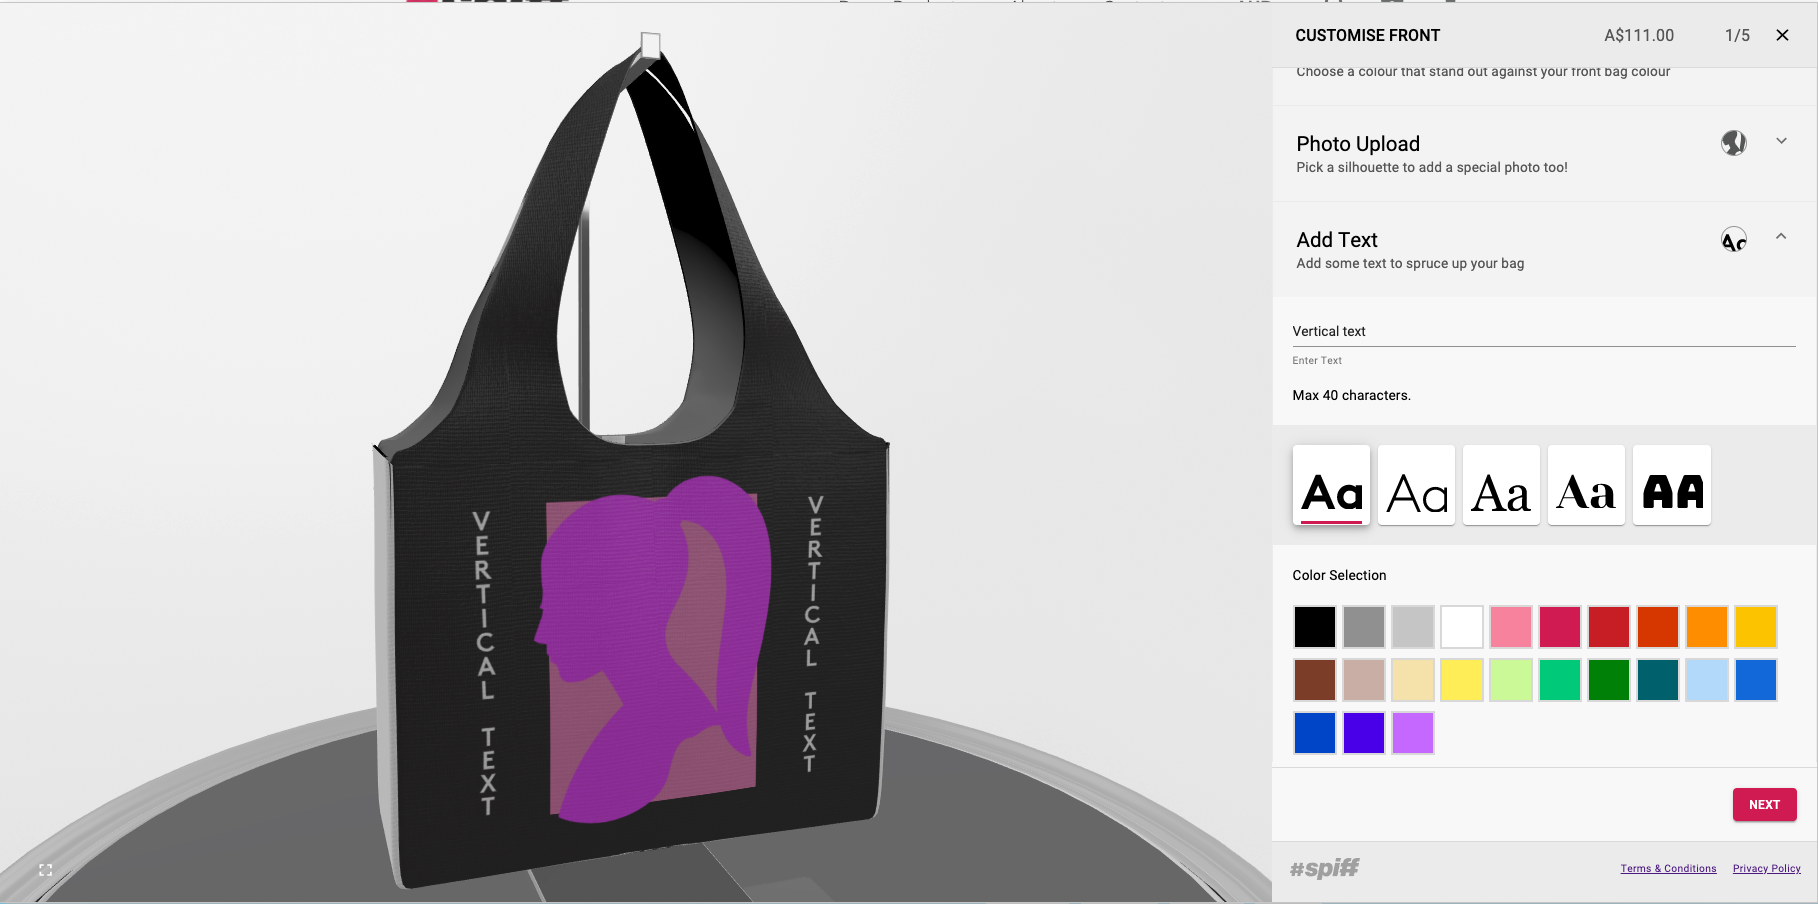 CUSTOMISE FRONT
A$111.00
1/5
Choose a colour that stand out against your front bag colour
Photo Upload
Pick a silhouette to add a special photo too!
Add Text
Add some text to spruce up your bag
Vertical text
Enter Text
Max 40 characters.
Aa Aa Aa Aa AA
Color Selection
NEXT
#spiff
Terms & Conditions
Privacy Policy
VERTICAL TEXT
VERTICAL TEXT